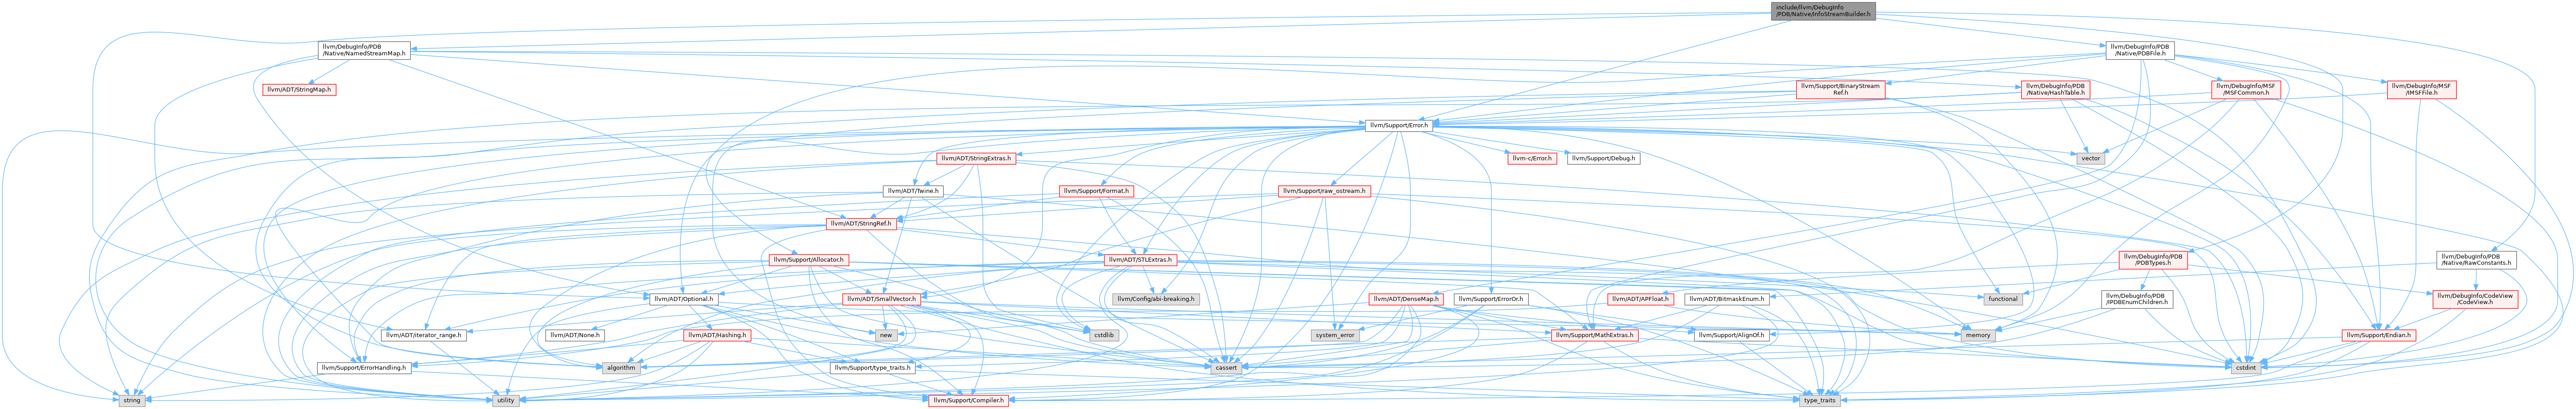 include/llvm/DebugInfo
/PDB/Native/InfoStreamBuilder.h
llvm/DebugInfo/PDB
/Native/NamedStreamMap.h
llvm/DebugInfo/PDB
/Native/PDBFile.h
llvm/ADT/StringMap.h
llvm/Support/BinaryStream
Ref.h
llvm/DebugInfo/PDB
/Native/HashTable.h
llvm/DebugInfo/MSF
/MSFCommon.h
llvm/DebugInfo/MSF
/IMSFFile.h
llvm/Support/Error.h
llvm/ADT/StringExtras.h
llvm-c/Error.h
llvm/Support/Debug.h
vector
llvm/ADT/Twine.h
llvm/Support/Format.h
llvm/Support/raw_ostream.h
llvm/ADT/StringRef.h
llvm/Support/Allocator.h
llvm/ADT/STLExtras.h
llvm/DebugInfo/PDB
/PDBTypes.h
llvm/DebugInfo/PDB
/Native/RawConstants.h
llvm/ADT/Optional.h
llvm/ADT/SmallVector.h
llvm/Config/abi-breaking.h
llvm/ADT/DenseMap.h
llvm/Support/ErrorOr.h
llvm/ADT/APFloat.h
llvm/ADT/BitmaskEnum.h
functional
llvm/DebugInfo/PDB
/PDBEnumChildren.h
llvm/DebugInfo/CodeView
/CodeView.h
llvm/ADT/iterator_range.h
llvm/ADT/None.h
llvm/ADT/Hashing.h
new
cstdlib
system_error
llvm/Support/MathExtras.h
llvm/Support/AlignOf.h
memory
llvm/Support/Endian.h
llvm/Support/ErrorHandling.h
algorithm
llvm/Support/type_traits.h
cassert
cstdint
string
utility
llvm/Support/Compiler.h
type_traits